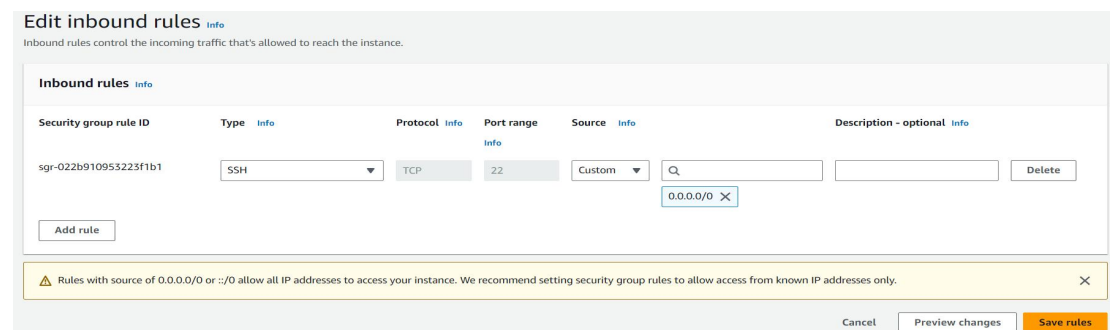 Edit inbound rules Info
Inbound rules control the incoming traffic that's allowed to reach the instance.
Inbound rules Info
Security group rule ID Type Info Protocol Info Port range Info Source Info Description - optional Info
sgr-022b910953223f1b1 SSH TCP 22 Custom Delete
0.0.0.0/0
Add rule
Rules with source of 0.0.0.0/0 or ::/0 allow all IP addresses to access your instance. We recommend setting security group rules to allow access from known IP addresses only.
Cancel Preview changes Save rules